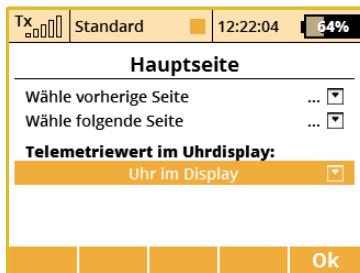 Tx Standard 12:22:04 64%
Hauptseite
Wähle vorherige Seite ...
Wähle folgende Seite ...
Telemetriewert im Uhrdisplay:
Uhr im Display
Ok